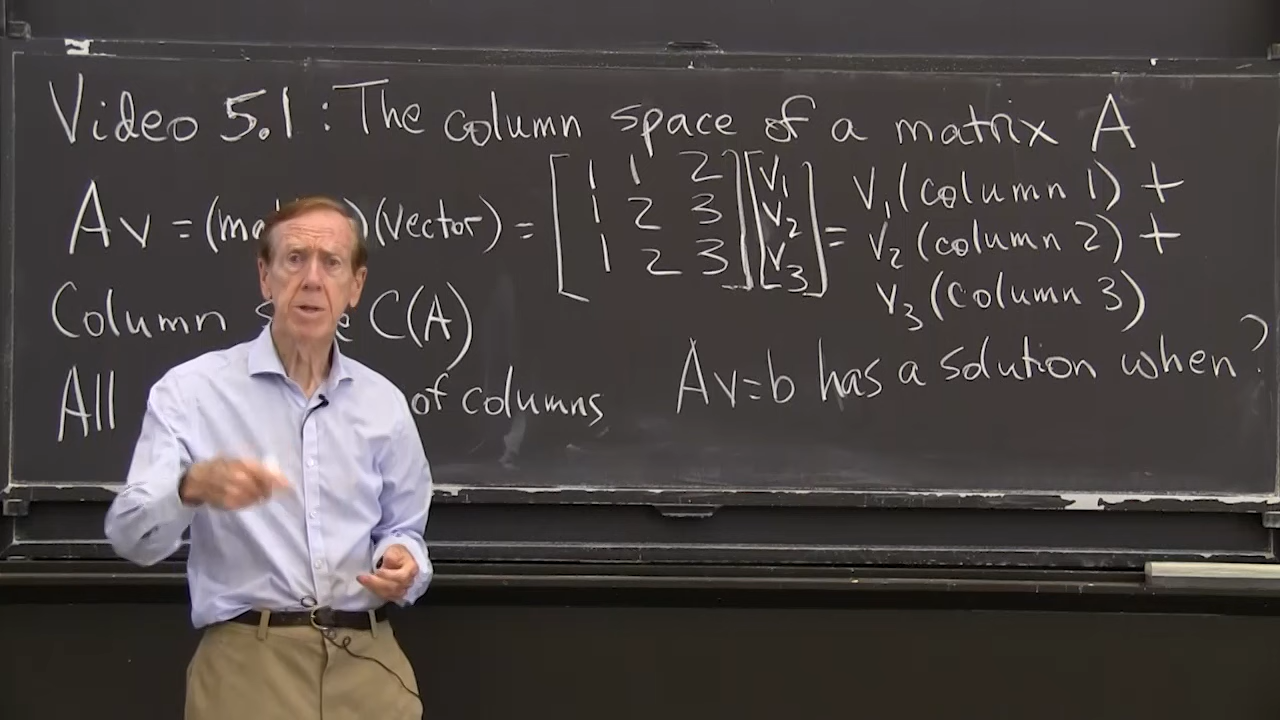 Video 5.1 : The column space of a matrix A
Av = (ma )(vector) = [1 1 2 [v1 = v1 (column 1) +
1 2 3 v2 v2 (column 2) +
1 2 3] v3] v3 (column 3)
Column C(A)
Av=b has a solution when?
All of columns